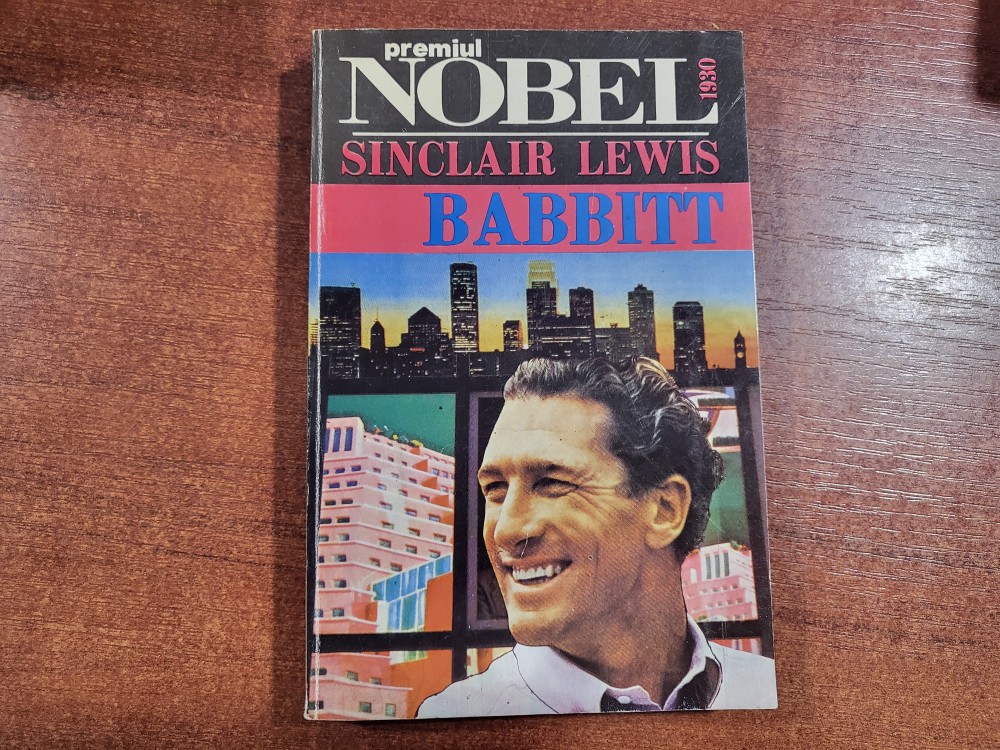 premiul
NOBEL 1930
SINCLAIR LEWIS
BABBITT